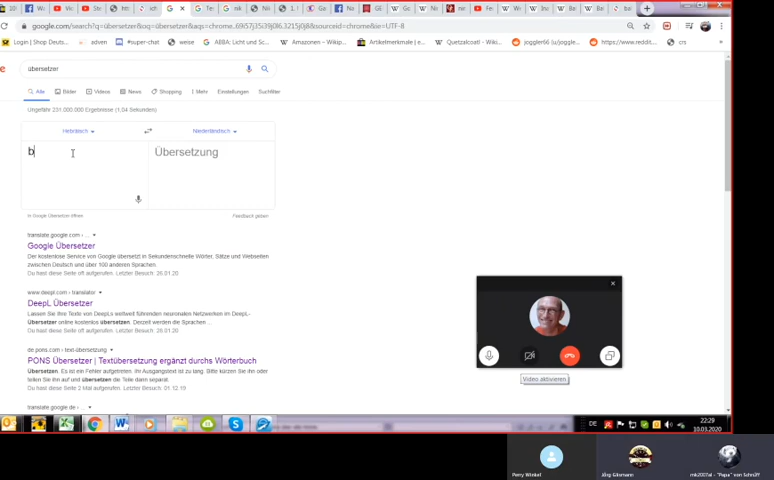 google.com/search?q=übersetzer&oq=übersetzer&aqs=chrome..69i57j35i39j0l6.3215j0j8&sourceid=chrome&ie=UTF-8
Login | Shop Deuts... zdiven #super-chat weise ABBA: Licht und Sc... Amazonen – Wikip... Artiketmerkmale | e... Quetzalcoatl – Wiki... joggler66 (u/joggle... https://www.reddit... crs »
übersetzer
Alle Bilder Videos News Shopping Mehr Einstellungen Suchfilter
Ungefähr 231.000.000 Ergebnisse (1,04 Sekunden)
Hebräisch Niederländisch
b Übersetzung
In Google Übersetzer öffnen Feedback geben
translate.google.com › ...
Google Übersetzer
Der kostenlose Service von Google übersetzt in Sekundenschnelle Wörter, Sätze und Webseiten
zwischen Deutsch und über 100 anderen Sprachen.
Du hast diese Seite oft aufgerufen. Letzter Besuch: 26.01.20
www.deepl.com › translator
DeepL Übersetzer
Lassen Sie Ihre Texte von DeepLs weltweit führenden neuronalen Netzwerken im DeepL-
Übersetzer online kostenlos übersetzen. Derzeit werden die Sprachen ...
Du hast diese Seite oft aufgerufen. Letzter Besuch: 26.01.20
de.pons.com › text-übersetzung
PONS Übersetzer | Textübersetzung ergänzt durchs Wörterbuch
Übersetzen. Es ist ein Fehler aufgetreten. Ihr Ausgangstext ist zu lang. Bitte kürzen Sie ihn oder
teilen Sie ihn auf und übersetzen die Teile dann separat.
Du hast diese Seite 2 Mal aufgerufen. Letzter Besuch: 01.12.19
translate.google.de › ...
Video aktivieren
DE
22:29
10.03.2020
Perry Winkel
Jörg Gilsmann